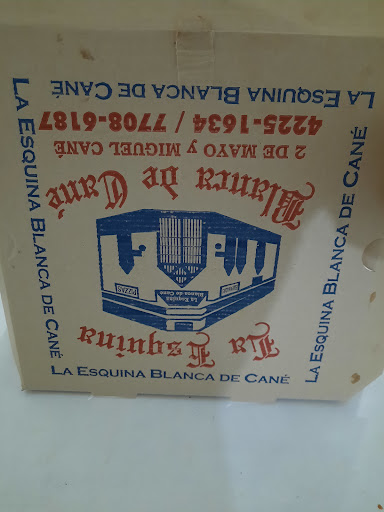 La Esquina
Blanca de Cané
2 DE MAYO y MIGUEL CANÉ
4225-1634 / 7708-6187
LA ESQUINA BLANCA DE CANÉ
LA ESQUINA BLANCA DE CANÉ
LA ESQUINA BLANCA DE CANÉ
LA ESQUINA BLANCA DE CANÉ
La Esquina
Blanca de Cané
PIZZAS